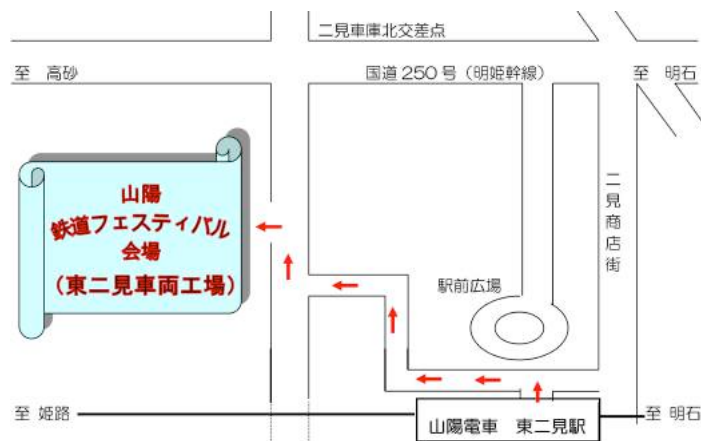 二見車庫北交差点
至 高砂
国道250号（明姫幹線）
至 明石
山陽
鉄道フェスティバル
会場
（東二見車両工場）
二見商店街
駅前広場
至 姫路
山陽電車 東二見駅
至 明石